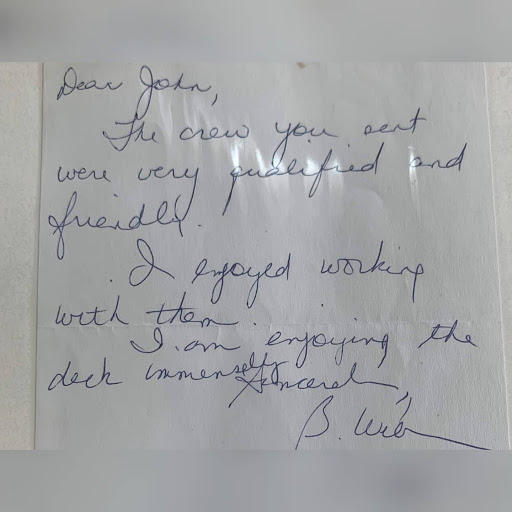 Dear John,
The crew you sent
were very qualified and
friendly.
I enjoyed working
with them.
I am enjoying the
deck immensely
Sincerely,
B.